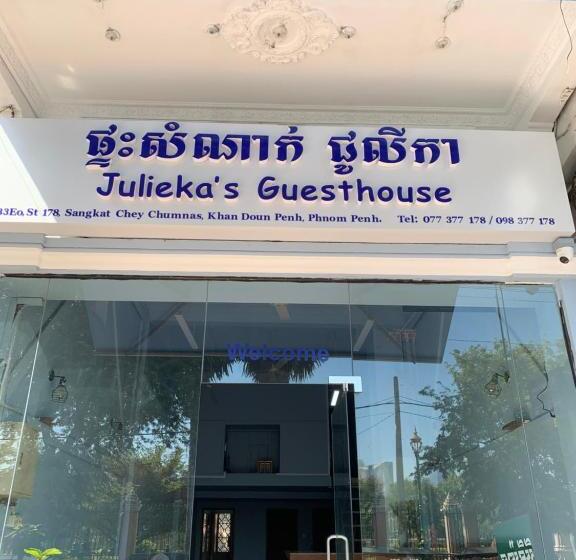 ផ្ទះសំណាក់ ជូលីកា
Julieka's Guesthouse
33Eo, St 178, Sangkat Chey Chumnas, Khan Doun Penh, Phnom Penh. Tel: 077 377 178 / 098 377 178
Welcome